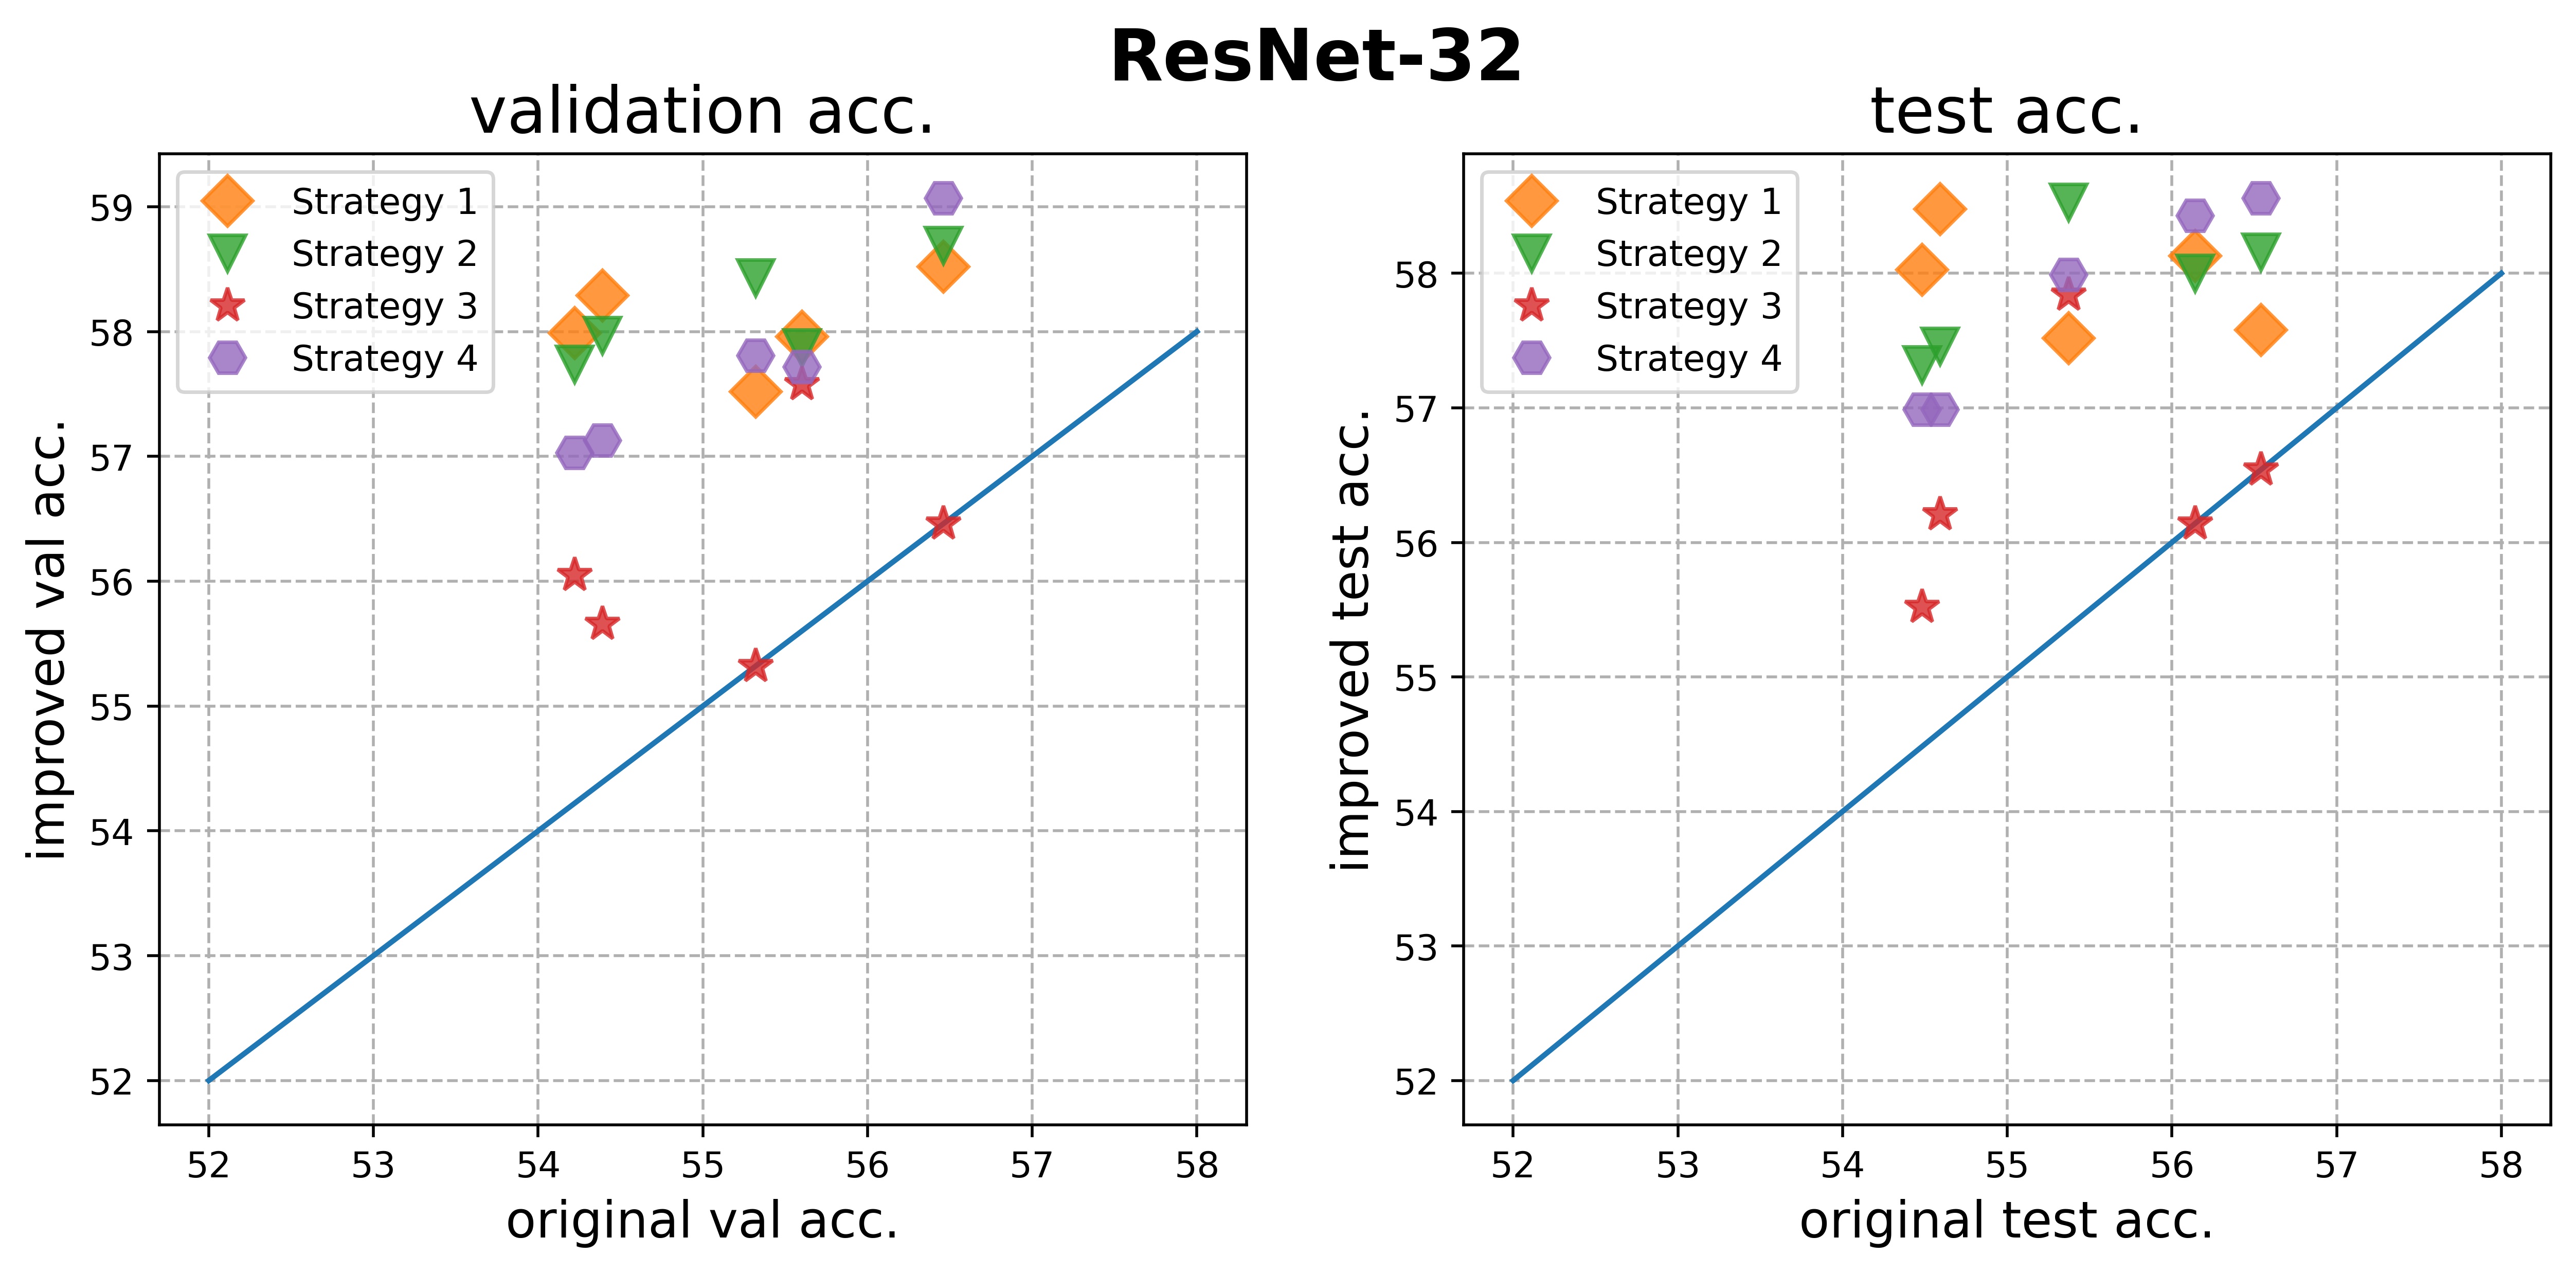 ResNet-32
validation acc.
Strategy 1
Strategy 2
Strategy 3
Strategy 4
59
58
57
56
55
54
53
52
improved val acc.
52 53 54 55 56 57 58
original val acc.
test acc.
Strategy 1
Strategy 2
Strategy 3
Strategy 4
58
57
56
55
54
53
52
improved test acc.
52 53 54 55 56 57 58
original test acc.